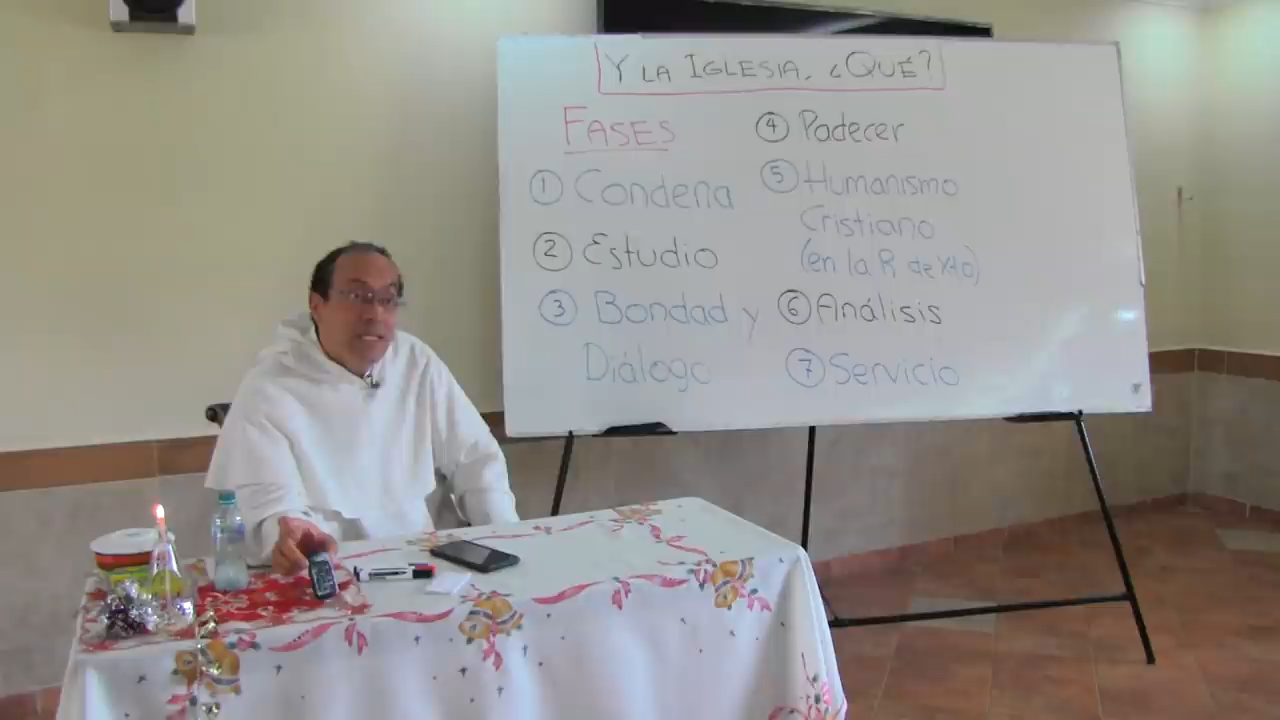 Y LA IGLESIA, ¿QUÉ?
FASES
① Condena
② Estudio
③ Bondad y
Diálogo
④ Padecer
⑤ Humanismo
Cristiano
(en la P. de Xto)
⑥ Análisis
⑦ Servicio